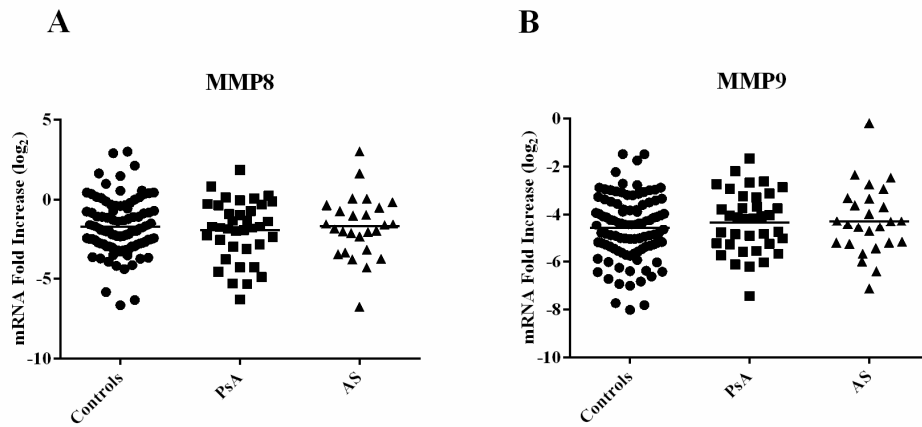 A
MMP8
mRNA Fold Increase (log2)
5
0
-5
-10
Controls
PsA
AS
B
MMP9
mRNA Fold Increase (log2)
0
-2
-4
-6
-8
-10
Controls
PsA
AS